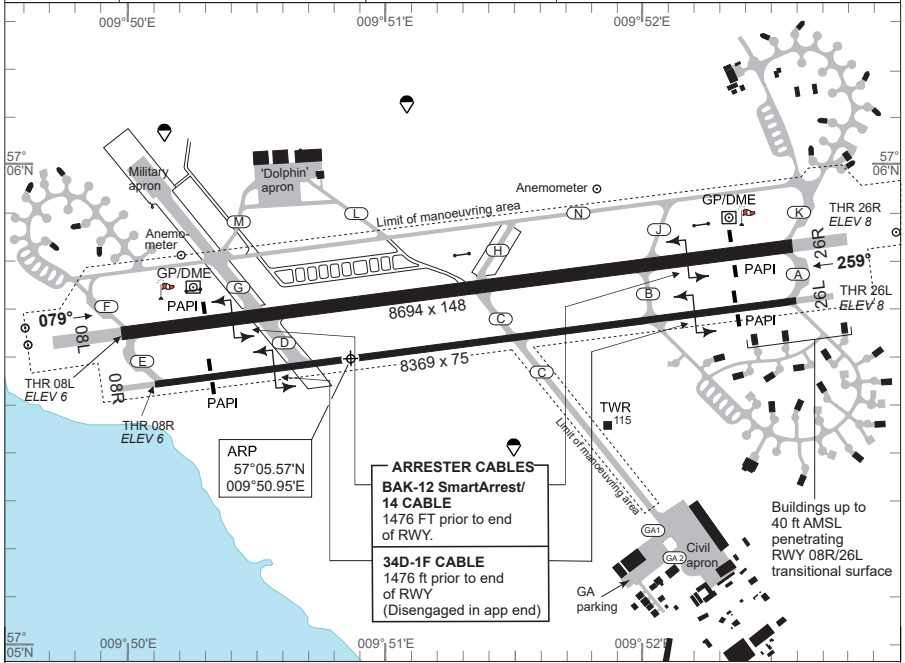 009°50'E
009°51'E
009°52'E
57°
06'N
57°
06'N
Military
apron
'Dolphin'
apron
Anemometer
GP/DME
K
THR 26R
ELEV 8
M
L
Limit of manoeuvring area
N
J
Anemo-
meter
H
26R
GP/DME
G
PAPI
259°
A
PAPI
B
THR 26L
ELEV 8
F
079°
8694 x 148
C
26L
PAPI
08L
D
E
8369 x 75
C
THR 08L
ELEV 6
08R
PAPI
TWR
115
THR 08R
ELEV 6
ARP
57°05.57'N
009°50.95'E
Limit of manoeuvring area
ARRESTER CABLES
BAK-12 SmartArrest/
14 CABLE
1476 FT prior to end
of RWY.
34D-1F CABLE
1476 ft prior to end
of RWY
(Disengaged in app end)
Buildings up to
40 ft AMSL
penetrating
RWY 08R/26L
transitional surface
GA1
GA 2
Civil
apron
GA
parking
57°
05'N
009°50'E
009°51'E
009°52'E